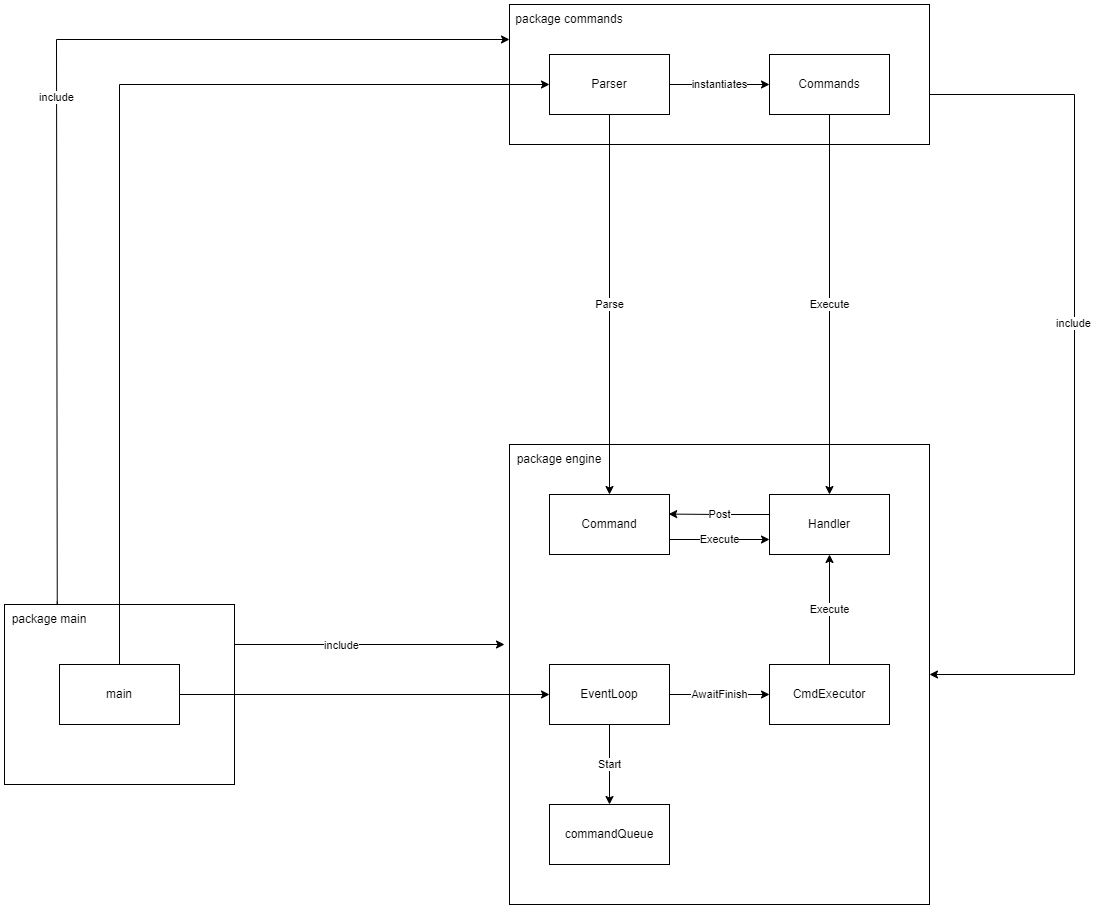 package commands
include
Parser
instantiates
Commands
Parse
Execute
include
package engine
Command
Post
Execute
Handler
Execute
package main
include
main
EventLoop
AwaitFinish
CmdExecutor
Start
commandQueue